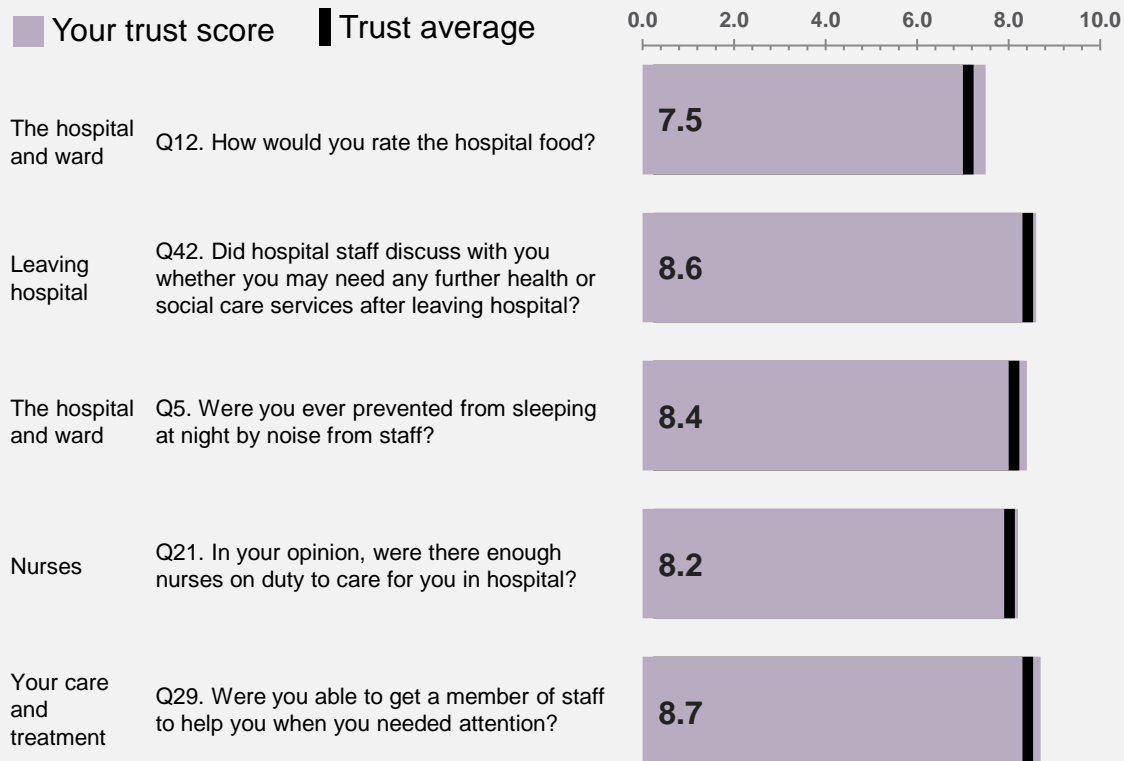 Your trust score
Trust average
0.0 2.0 4.0 6.0 8.0 10.0
The hospital
and ward
Q12. How would you rate the hospital food?
7.5
Leaving
hospital
Q42. Did hospital staff discuss with you
whether you may need any further health or
social care services after leaving hospital?
8.6
The hospital
and ward
Q5. Were you ever prevented from sleeping
at night by noise from staff?
8.4
Nurses
Q21. In your opinion, were there enough
nurses on duty to care for you in hospital?
8.2
Your care
and
treatment
Q29. Were you able to get a member of staff
to help you when you needed attention?
8.7